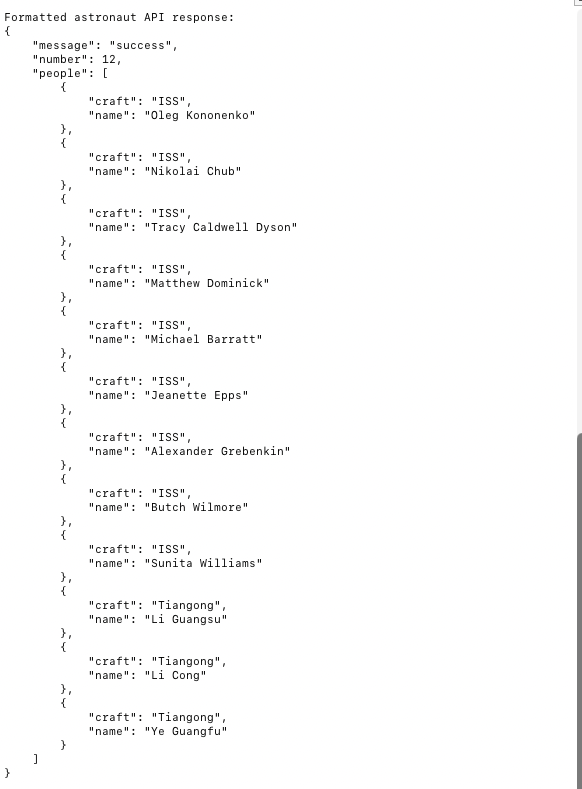 Formatted astronaut API response:
{
    "message": "success",
    "number": 12,
    "people": [
        {
            "craft": "ISS",
            "name": "Oleg Kononenko"
        },
        {
            "craft": "ISS",
            "name": "Nikolai Chub"
        },
        {
            "craft": "ISS",
            "name": "Tracy Caldwell Dyson"
        },
        {
            "craft": "ISS",
            "name": "Matthew Dominick"
        },
        {
            "craft": "ISS",
            "name": "Michael Barratt"
        },
        {
            "craft": "ISS",
            "name": "Jeanette Epps"
        },
        {
            "craft": "ISS",
            "name": "Alexander Grebenkin"
        },
        {
            "craft": "ISS",
            "name": "Butch Wilmore"
        },
        {
            "craft": "ISS",
            "name": "Sunita Williams"
        },
        {
            "craft": "Tiangong",
            "name": "Li Guangsu"
        },
        {
            "craft": "Tiangong",
            "name": "Li Cong"
        },
        {
            "craft": "Tiangong",
            "name": "Ye Guangfu"
        }
    ]
}